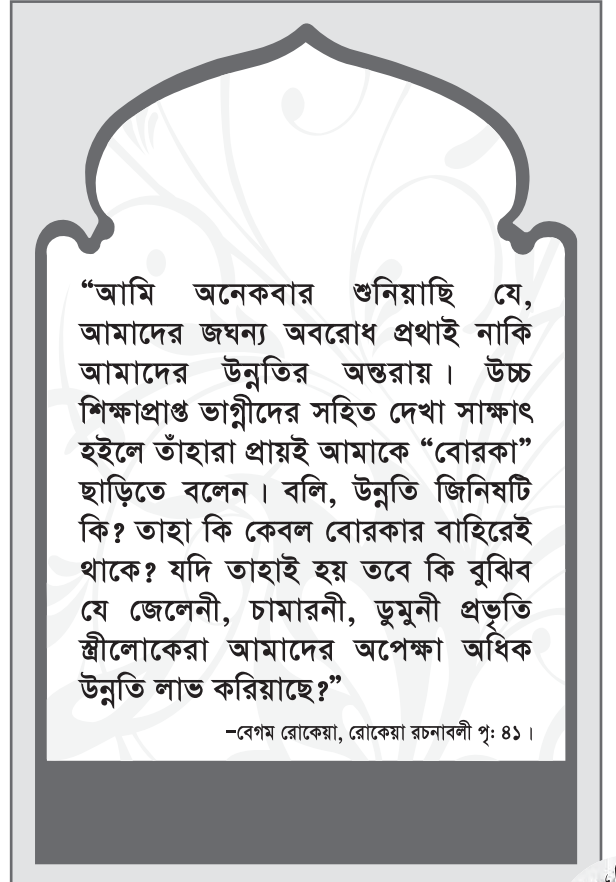 “আমি অনেকবার শুনিয়াছি যে,
আমাদের জঘন্য অবরোধ প্রথাই নাকি
আমাদের উন্নতির অন্তরায়। উচ্চ
শিক্ষাপ্রাপ্ত ভাগ্নীদের সহিত দেখা সাক্ষাৎ
হইলে তাঁহারা প্রায়ই আমাকে “বোরকা”
ছাড়িতে বলেন। বলি, উন্নতি জিনিষটি
কি? তাহা কি কেবল বোরকার বাহিরেই
থাকে? যদি তাহাই হয় তবে কি বুঝিব
যে জেলেনী, চামারনী, ডুমুনী প্রভৃতি
স্ত্রীলোকেরা আমাদের অপেক্ষা অধিক
উন্নতি লাভ করিয়াছে?”
–বেগম রোকেয়া, রোকেয়া রচনাবলী পৃ: ৪১।